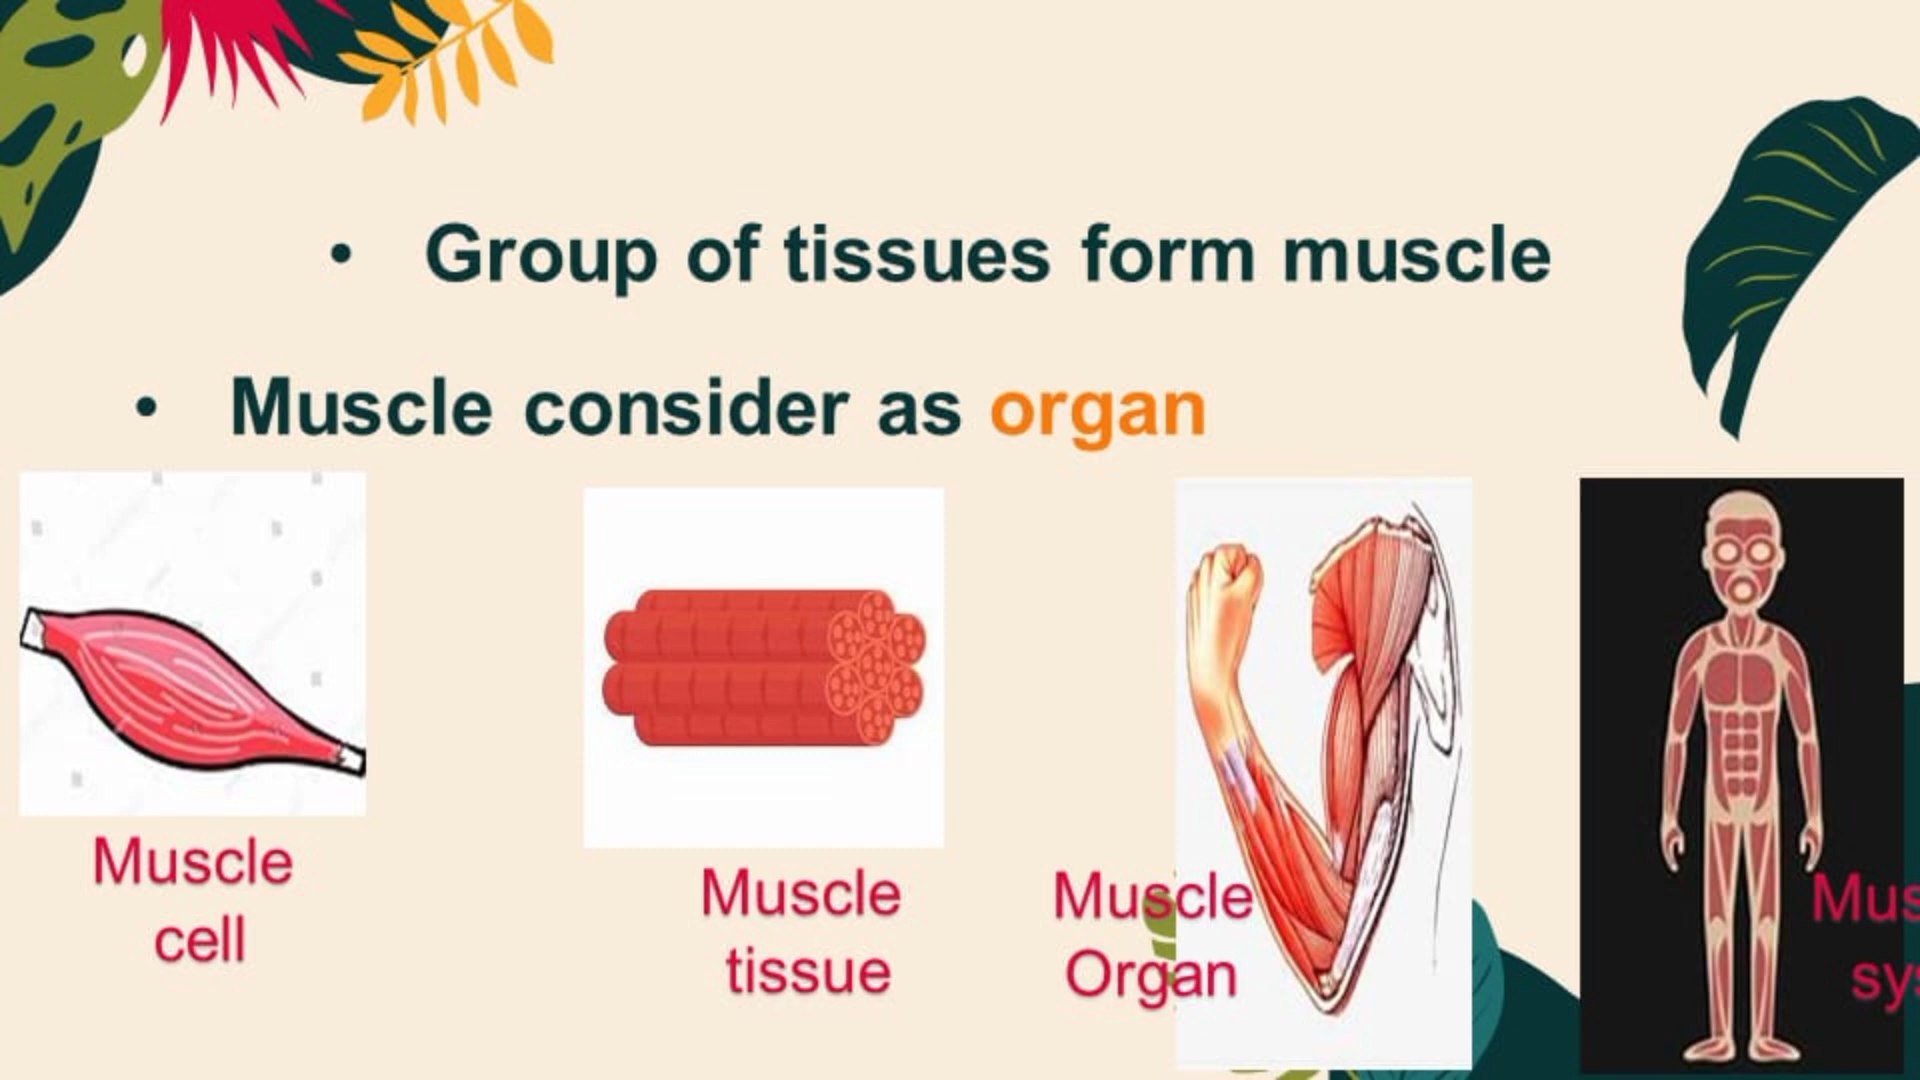 • Group of tissues form muscle
• Muscle consider as organ
Muscle
cell
Muscle
tissue
Muscle
Organ